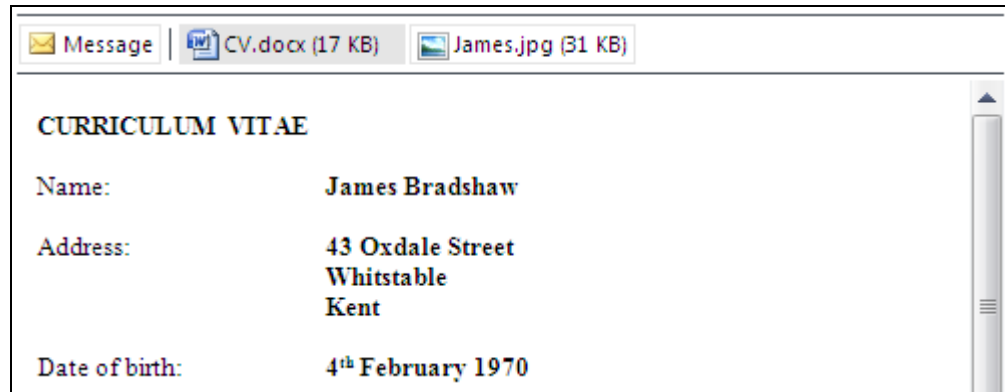 Message CV.docx (17 KB) James.jpg (31 KB)
CURRICULUM VITAE
Name: James Bradshaw
Address: 43 Oxdale Street
Whitstable
Kent
Date of birth: 4th February 1970